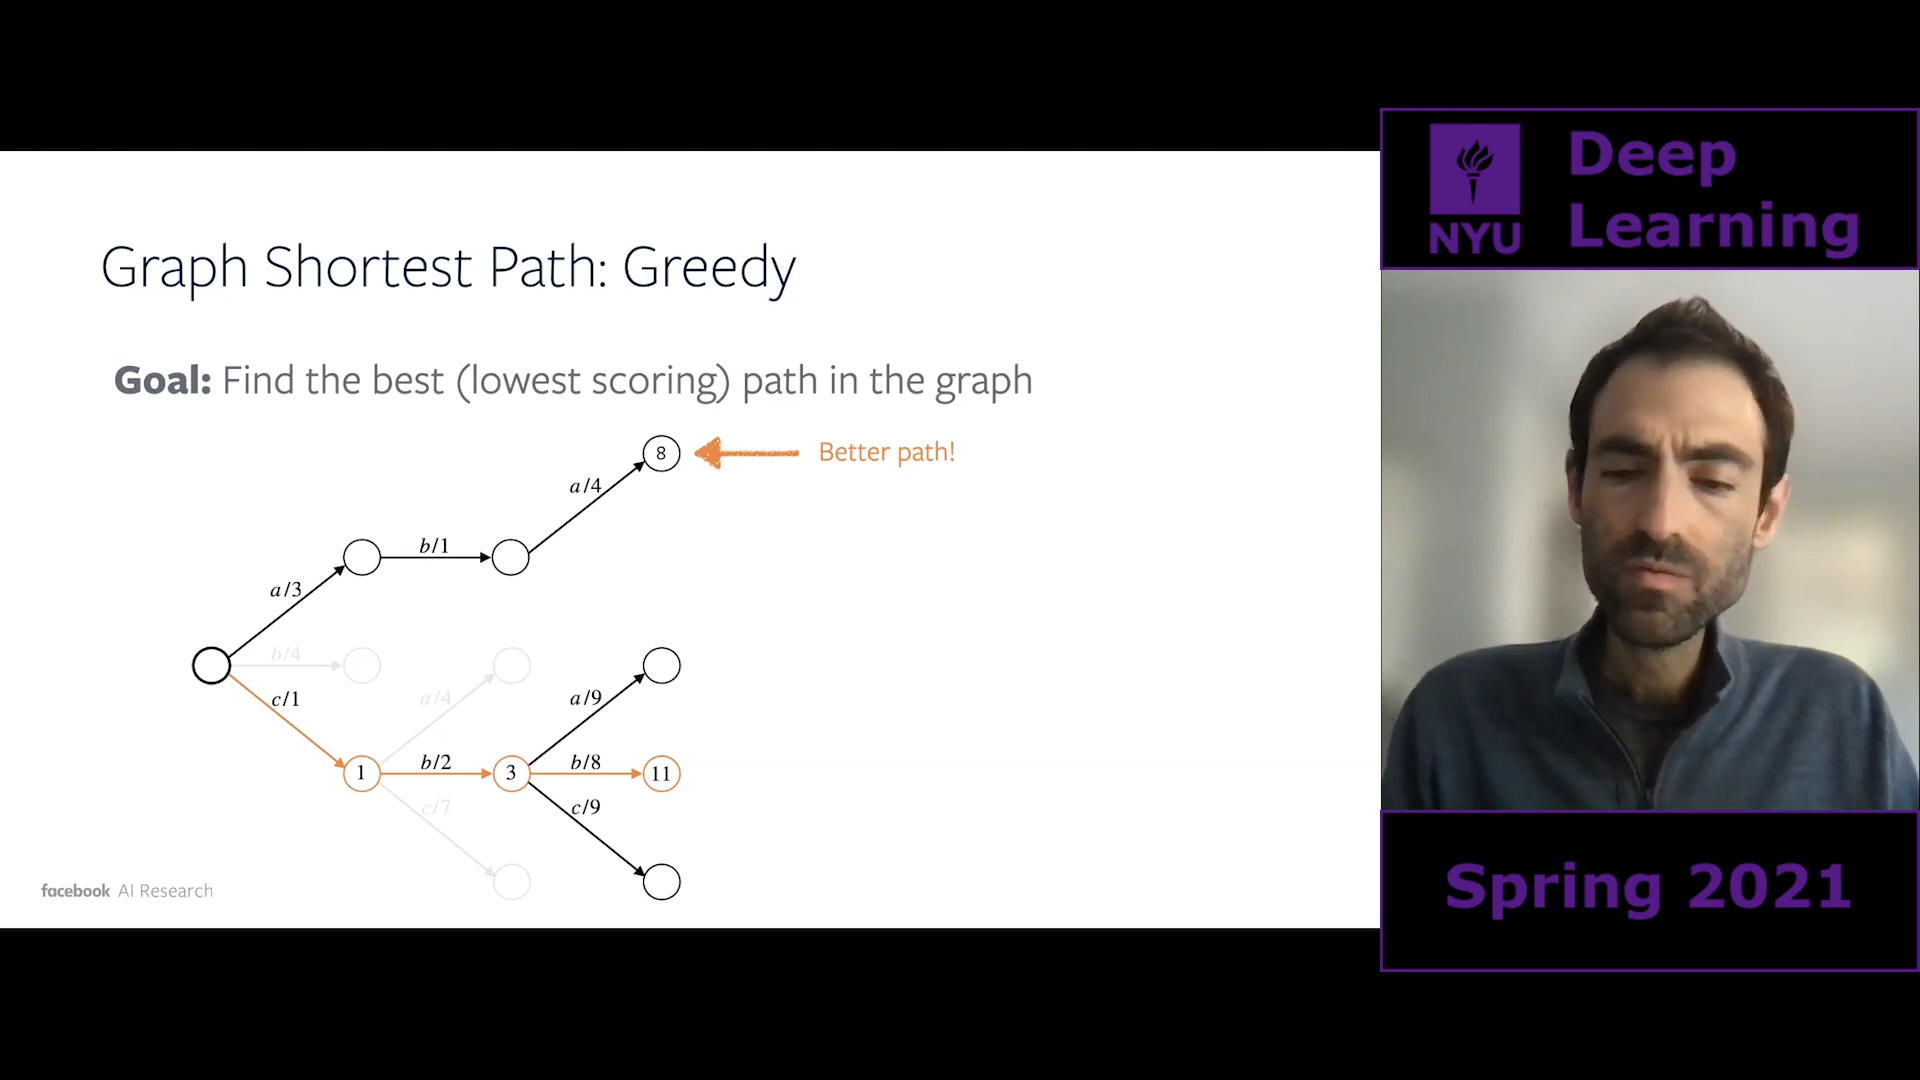 Graph Shortest Path: Greedy
Goal: Find the best (lowest scoring) path in the graph
8
Better path!
a/4
b/1
a/3
b/4
c/1
a/4
a/9
1
b/2
3
b/8
11
c/7
c/9
facebook AI Research
NYU
Deep
Learning
Spring 2021